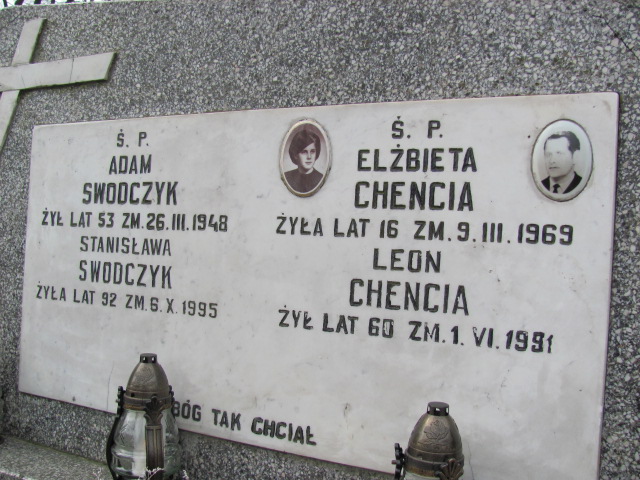 Ś. P.
ADAM
SWODCZYK
ŻYŁ LAT 53 ZM. 26. III. 1948
STANISŁAWA
SWODCZYK
ŻYŁA LAT 92 ZM. 6. X 1995
Ś. P.
ELŻBIETA
CHENCIA
ŻYŁA LAT 16 ZM. 9. III. 1969
LEON
CHENCIA
ŻYŁ LAT 60 ZM. 1. VI. 1991
BÓG TAK CHCIAŁ